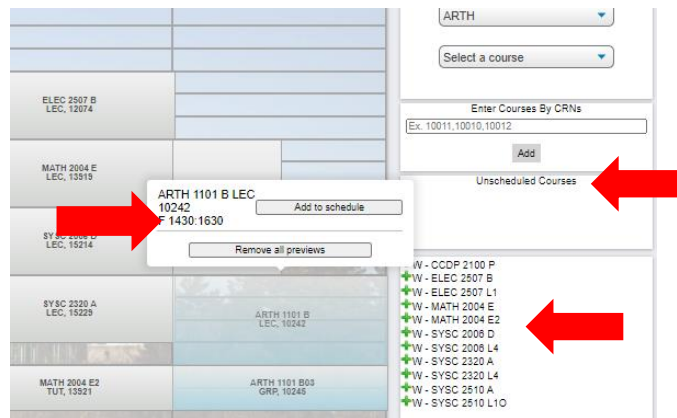 ARTH
Select a course
ELEC 2507 B
LEC, 12074
Enter Courses By CRNs
Ex. 10011,10010,10012
Add
MATH 2004 E
LEC, 13919
Unscheduled Courses
ARTH 1101 B LEC
10242
F 1430:1630
Add to schedule
Remove all previews
SYSC 2006 D
LEC, 15214
SYSC 2320 A
LEC, 15229
ARTH 1101 B
LEC, 10242
MATH 2004 E2
TUT, 13921
ARTH 1101 B03
GRP, 10245
W - CCDP 2100 P
W - ELEC 2507 B
W - ELEC 2507 L1
W - MATH 2004 E
W - MATH 2004 E2
W - SYSC 2006 D
W - SYSC 2006 L4
W - SYSC 2320 A
W - SYSC 2320 L4
W - SYSC 2510 A
W - SYSC 2510 L1O